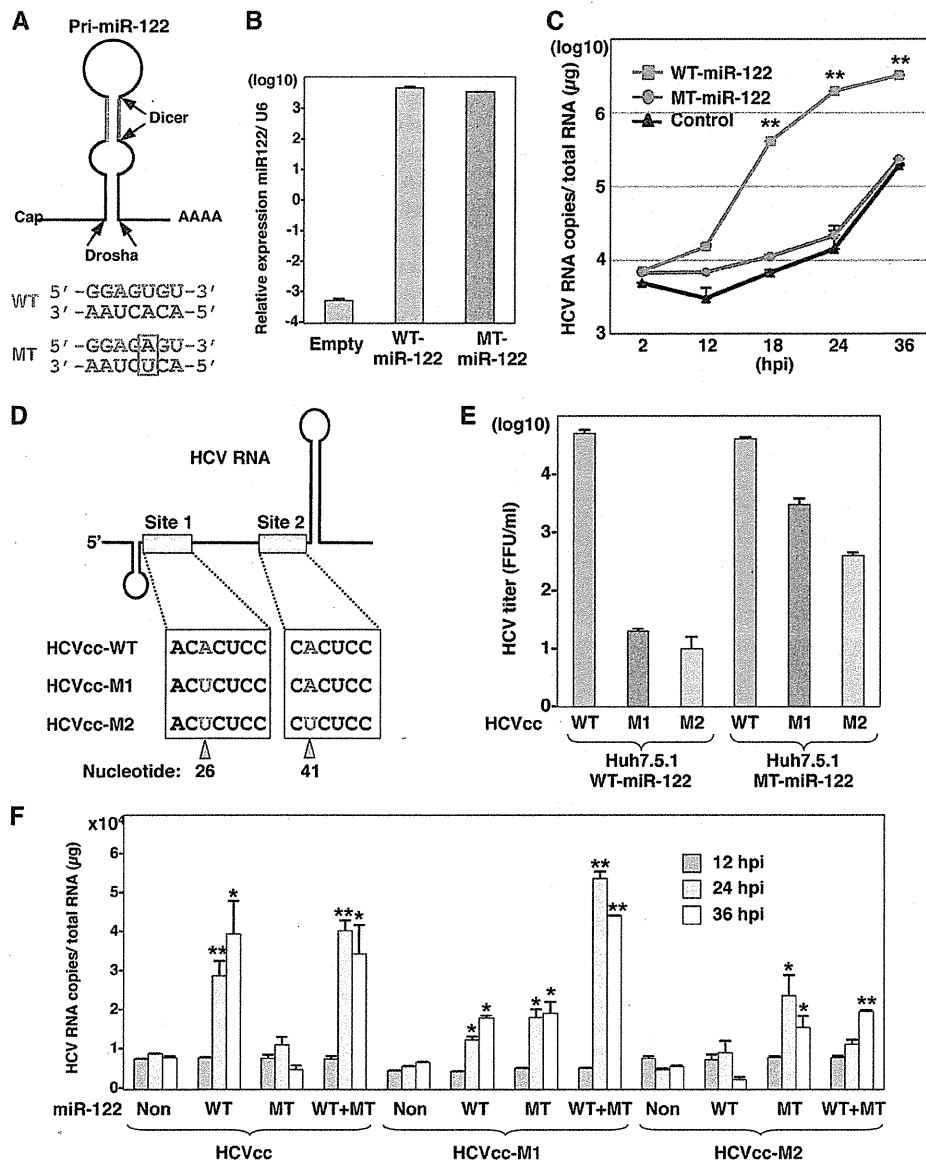 A
Pri-miR-122
Dicer
Cap
AAAA
Drosha
WT 5′ -GGAGUGU-3′
3′ -AAUCACA-5′
MT 5′ -GGAGAGU-3′
3′ -AAUCUCA-5′
B
(log10)
Relative expression miR122/ U6
3
2
1
0
-1
-2
-3
-4
Empty
WT-
miR-122
MT-
miR-122
C
(log10)
HCV RNA copies/ total RNA (µg)
WT-miR-122
MT-miR-122
Control
**
**
**
6
5
4
3
2
12
18
24
36
(hpi)
D
HCV RNA
5’
Site 1
Site 2
HCVcc-WT ACACUCC CACUCC
HCVcc-M1 ACUCUCC CACUCC
HCVcc-M2 ACUCUCC CUCUCC
Nucleotide: 26 41
E
(log10)
HCV titer (FFU/ml)
4
3
2
1
0
HCVcc WT M1 M2 WT M1 M2
Huh7.5.1
WT-miR-122
Huh7.5.1
MT-miR-122
F
x10⁴
HCV RNA copies/ total RNA (µg)
6
5
4
3
2
1
0
12 hpi
24 hpi
36 hpi
**
*
**
*
*
*
*
*
**
**
*
*
**
miR-122 Non WT MT WT+MT Non WT MT WT+MT Non WT MT WT+MT
HCVcc
HCVcc-M1
HCVcc-M2